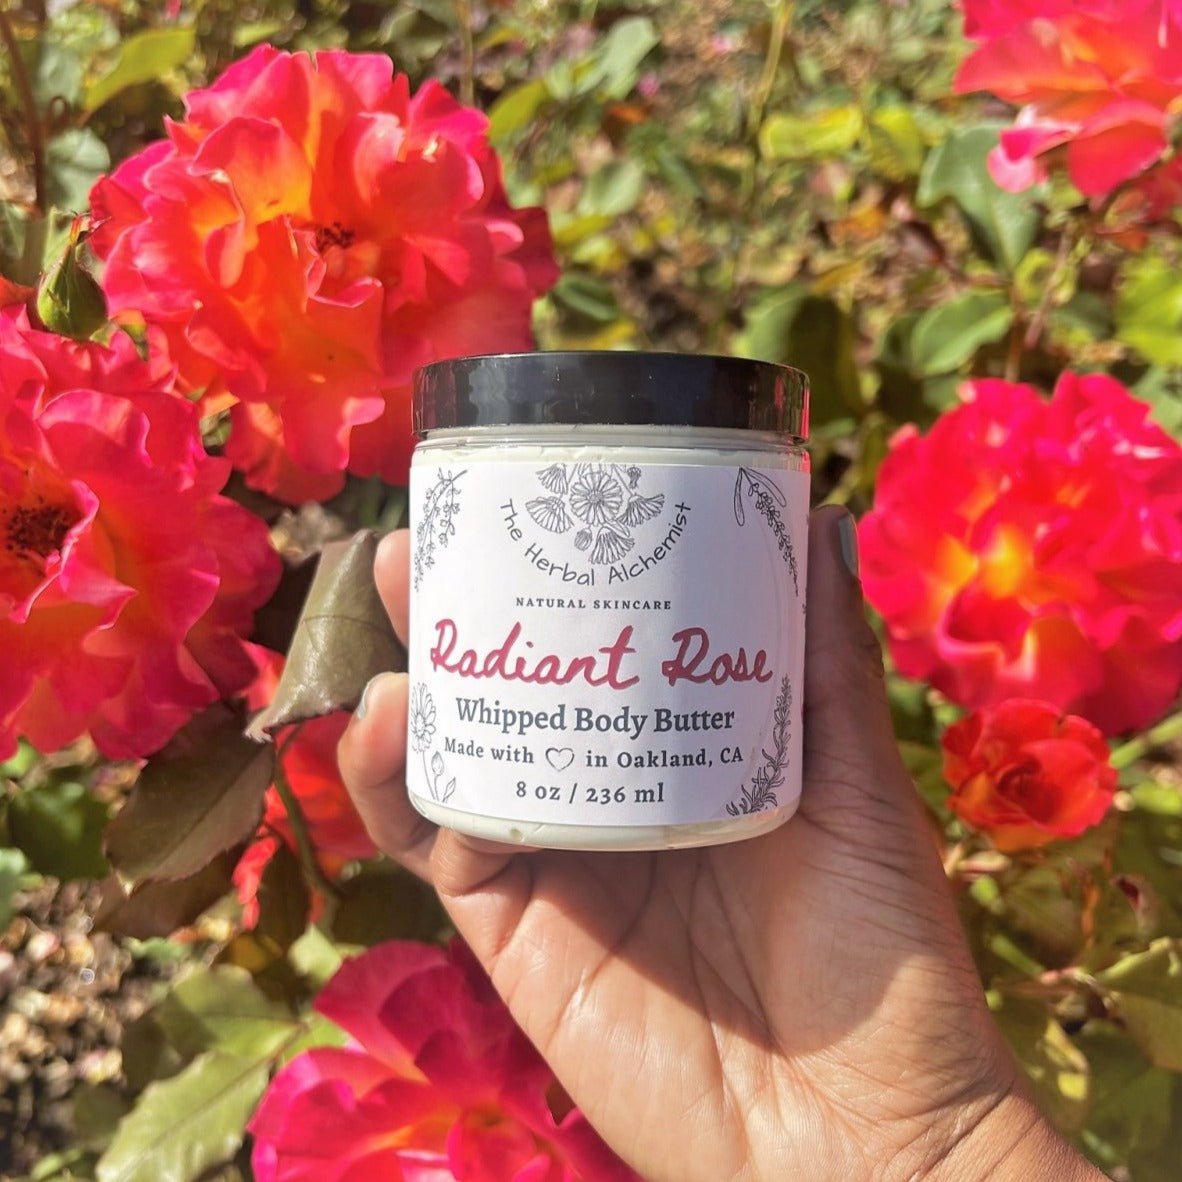 The Herbal Alchemist
NATURAL SKINCARE
Radiant Rose
Whipped Body Butter
Made with ♡ in Oakland, CA
8 oz / 236 ml